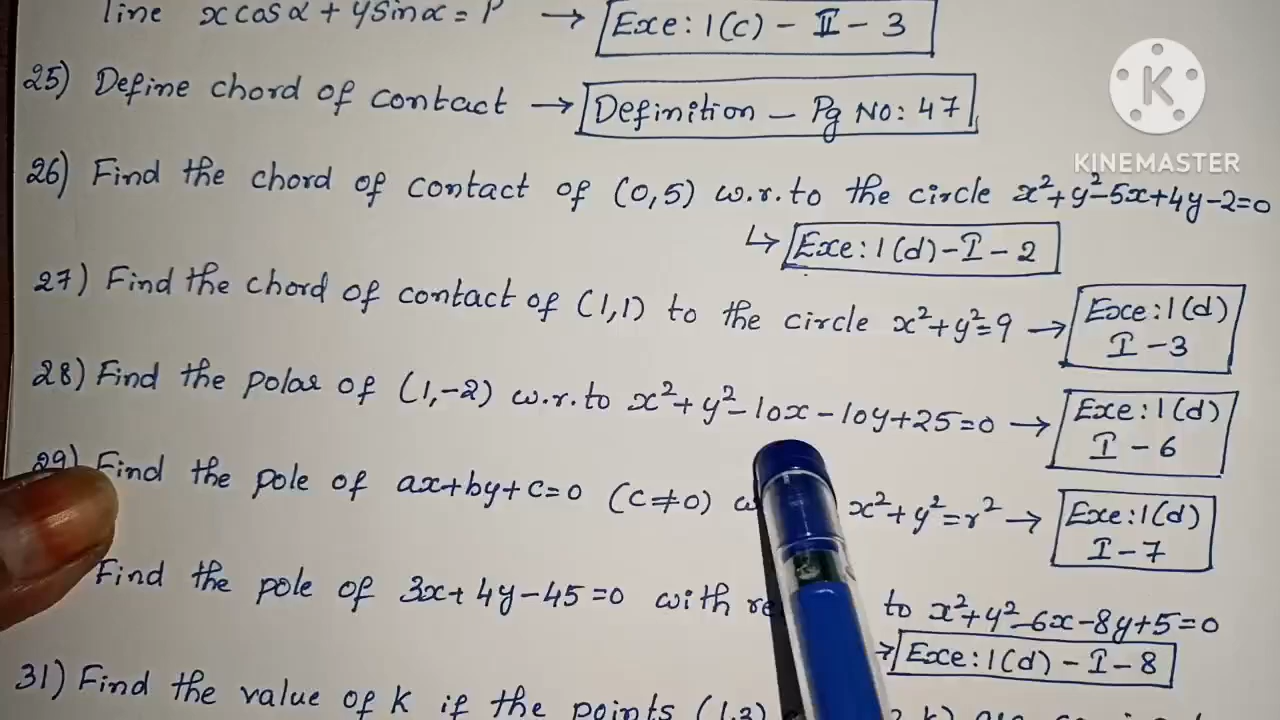 line x cos α + y sin α = P → Exe: 1(c) - II - 3
25) Define chord of contact → Definition - Pg No: 47
K
KINEMASTER
26) Find the chord of contact of (0,5) w.r.to the circle x²+y²-5x+4y-2=0
↳ Exe: 1(d)-I-2
27) Find the chord of contact of (1,1) to the circle x²+y²=9 → Exe: 1(d)
I-3
28) Find the polar of (1,-2) w.r.to x²+y²-10x-10y+25=0 → Exe: 1(d)
I - 6
29) Find the pole of ax+by+c=0 (c≠0) x²+y²=r² → Exe: 1(d)
I-7
Find the pole of 3x+4y-45=0 with to x²+y²-6x-8y+5=0
→ Exe: 1(d) - I - 8
31) Find the value of k if the points (1,3)